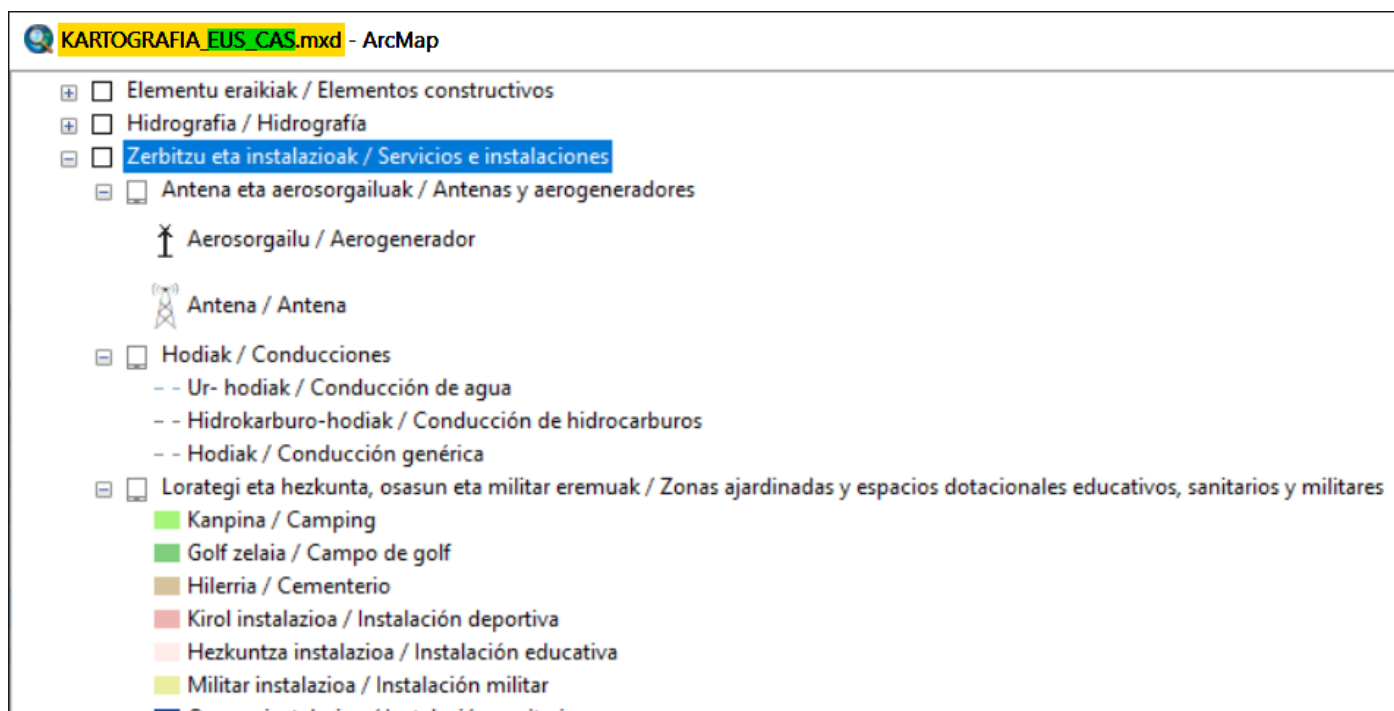 KARTOGRAFIA_EUS_CAS.mxd - ArcMap
Elementu eraikiak / Elementos constructivos
Hidrografia / Hidrografía
Zerbitzu eta instalazioak / Servicios e instalaciones
Antena eta aerosorgailuak / Antenas y aerogeneradores
Aerosorgailu / Aerogenerador
Antena / Antena
Hodiak / Conducciones
Ur- hodiak / Conducción de agua
Hidrokarburo-hodiak / Conducción de hidrocarburos
Hodiak / Conducción genérica
Lorategi eta hezkunta, osasun eta militar eremuak / Zonas ajardinadas y espacios dotacionales educativos, sanitarios y militares
Kanpina / Camping
Golf zelaia / Campo de golf
Hilerria / Cementerio
Kirol instalazioa / Instalación deportiva
Hezkuntza instalazioa / Instalación educativa
Militar instalazioa / Instalación militar